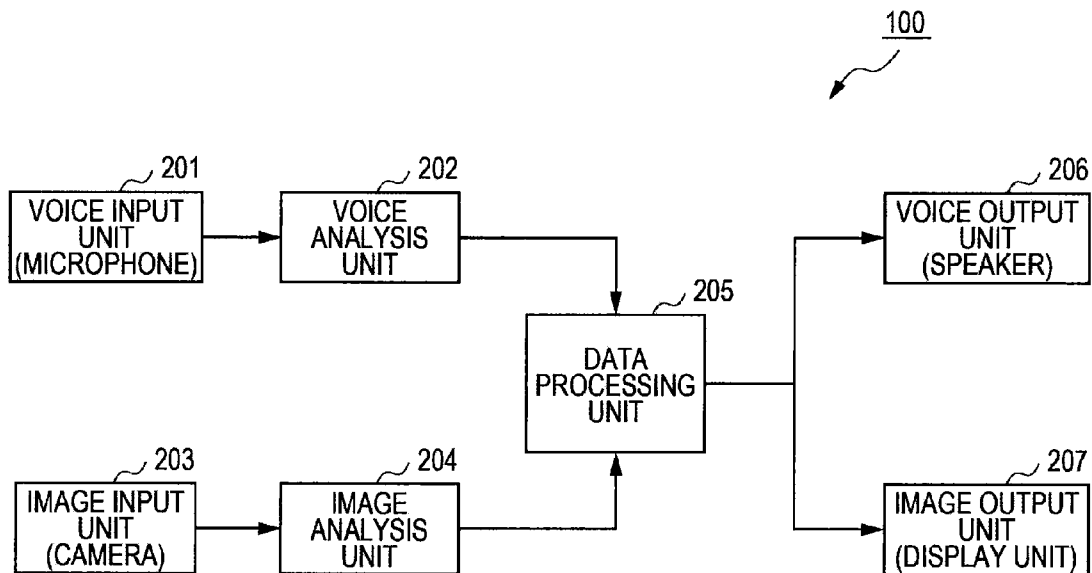 100
201
VOICE INPUT
UNIT
(MICROPHONE)
202
VOICE
ANALYSIS
UNIT
206
VOICE OUTPUT
UNIT
(SPEAKER)
205
DATA
PROCESSING
UNIT
203
IMAGE INPUT
UNIT
(CAMERA)
204
IMAGE
ANALYSIS
UNIT
207
IMAGE OUTPUT
UNIT
(DISPLAY UNIT)